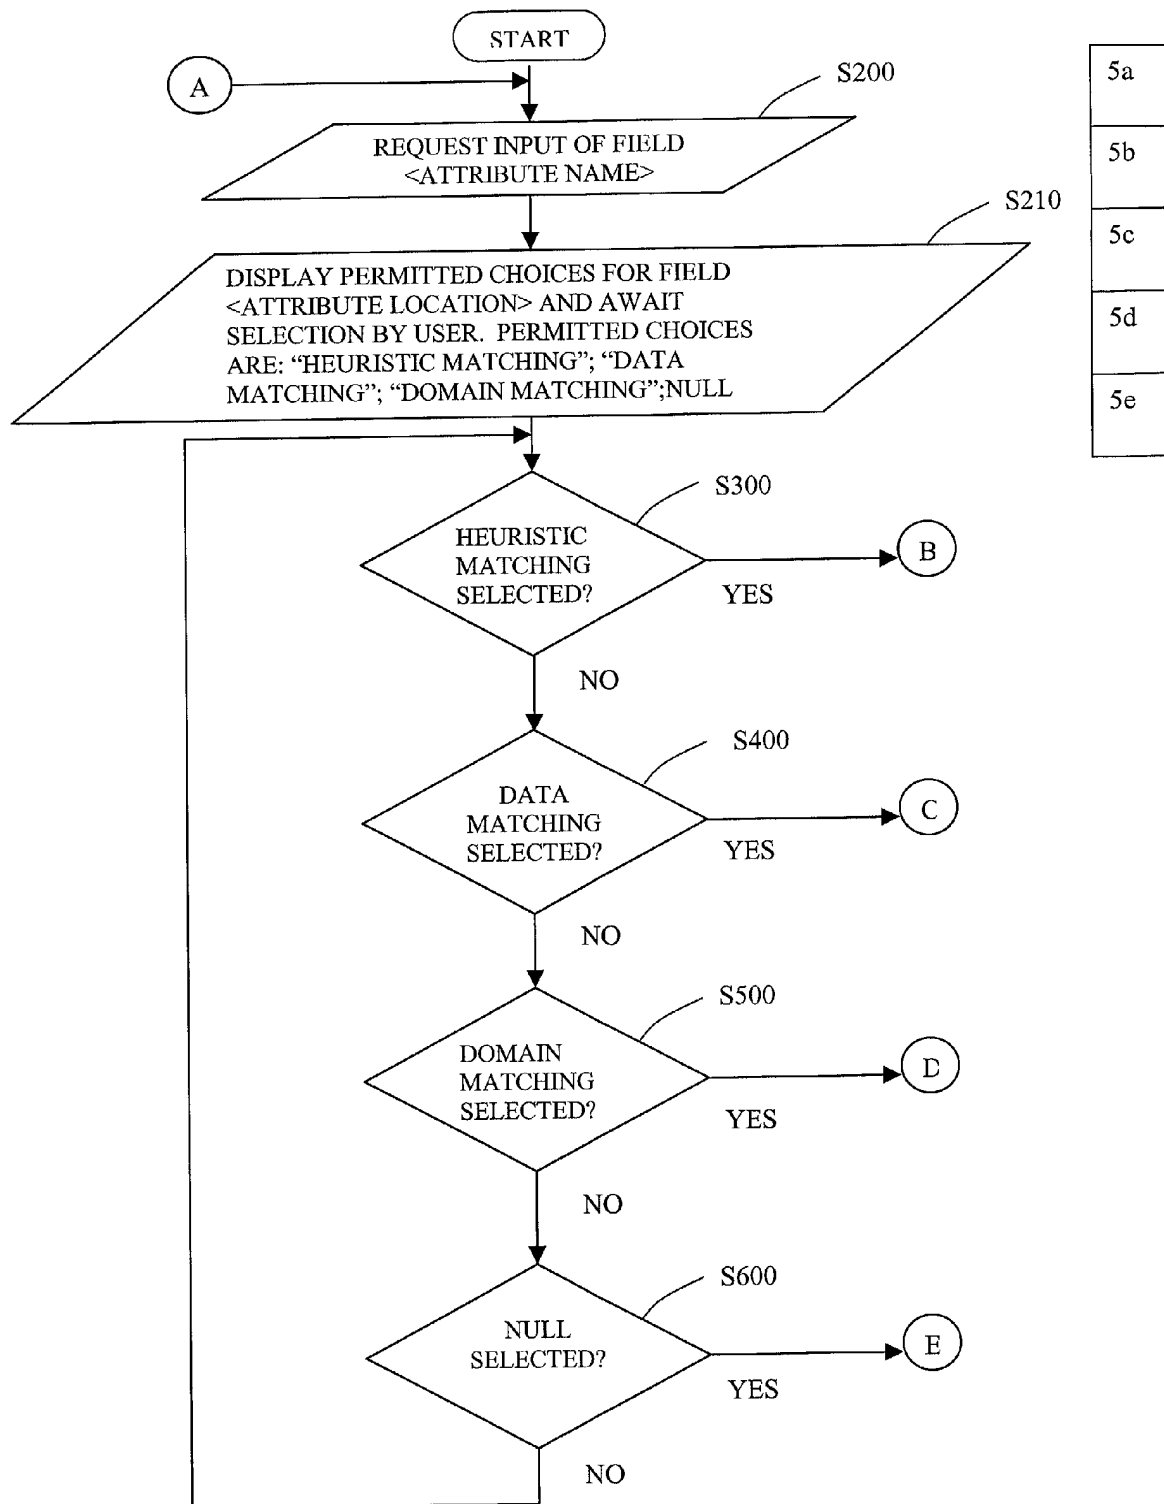 START
A
S200
REQUEST INPUT OF FIELD
<ATTRIBUTE NAME>
S210
DISPLAY PERMITTED CHOICES FOR FIELD
<ATTRIBUTE LOCATION> AND AWAIT
SELECTION BY USER. PERMITTED CHOICES
ARE: “HEURISTIC MATCHING”; “DATA
MATCHING”; “DOMAIN MATCHING”;NULL
5a
5b
5c
5d
5e
S300
HEURISTIC
MATCHING
SELECTED?
YES
B
NO
S400
DATA
MATCHING
SELECTED?
YES
C
NO
S500
DOMAIN
MATCHING
SELECTED?
YES
D
NO
S600
NULL
SELECTED?
YES
E
NO